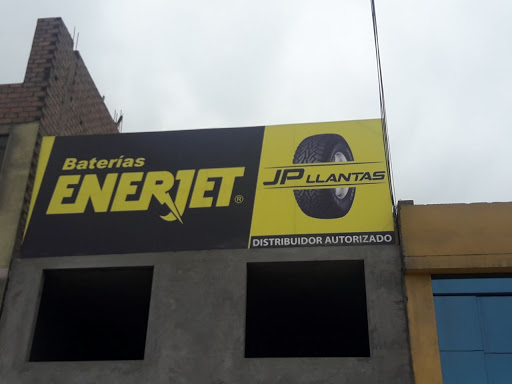 Baterías
ENERJET®
JP LLANTAS
DISTRIBUIDOR AUTORIZADO